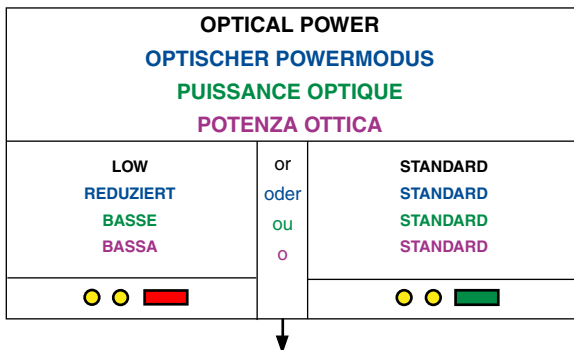 OPTICAL POWER
OPTISCHER POWERMODUS
PUISSANCE OPTIQUE
POTENZA OTTICA
LOW
REDUZIERT
BASSE
BASSA
or
oder
ou
o
STANDARD
STANDARD
STANDARD
STANDARD